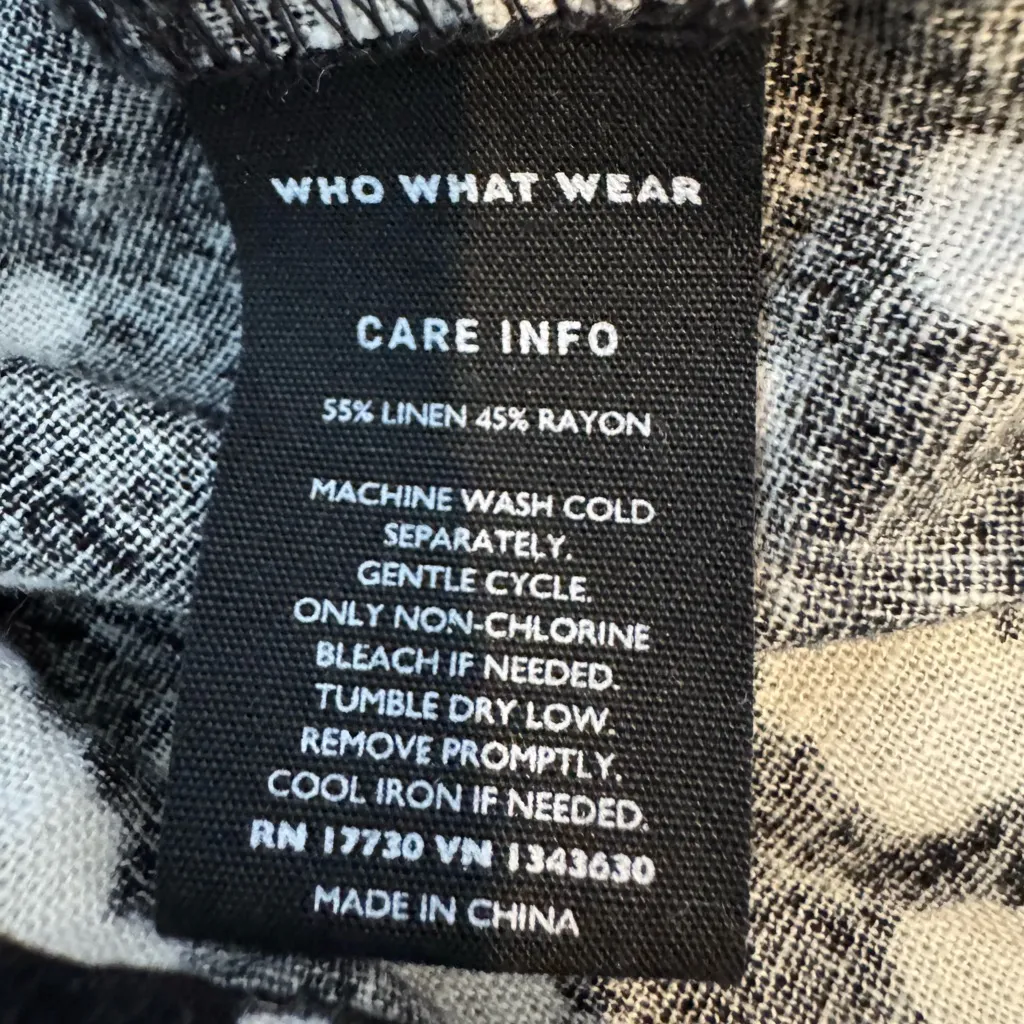 WHO WHAT WEAR
CARE INFO
55% LINEN 45% RAYON
MACHINE WASH COLD
SEPARATELY.
GENTLE CYCLE.
ONLY NON-CHLORINE
BLEACH IF NEEDED.
TUMBLE DRY LOW.
REMOVE PROMPTLY.
COOL IRON IF NEEDED.
RN 17730 VN 1343630
MADE IN CHINA